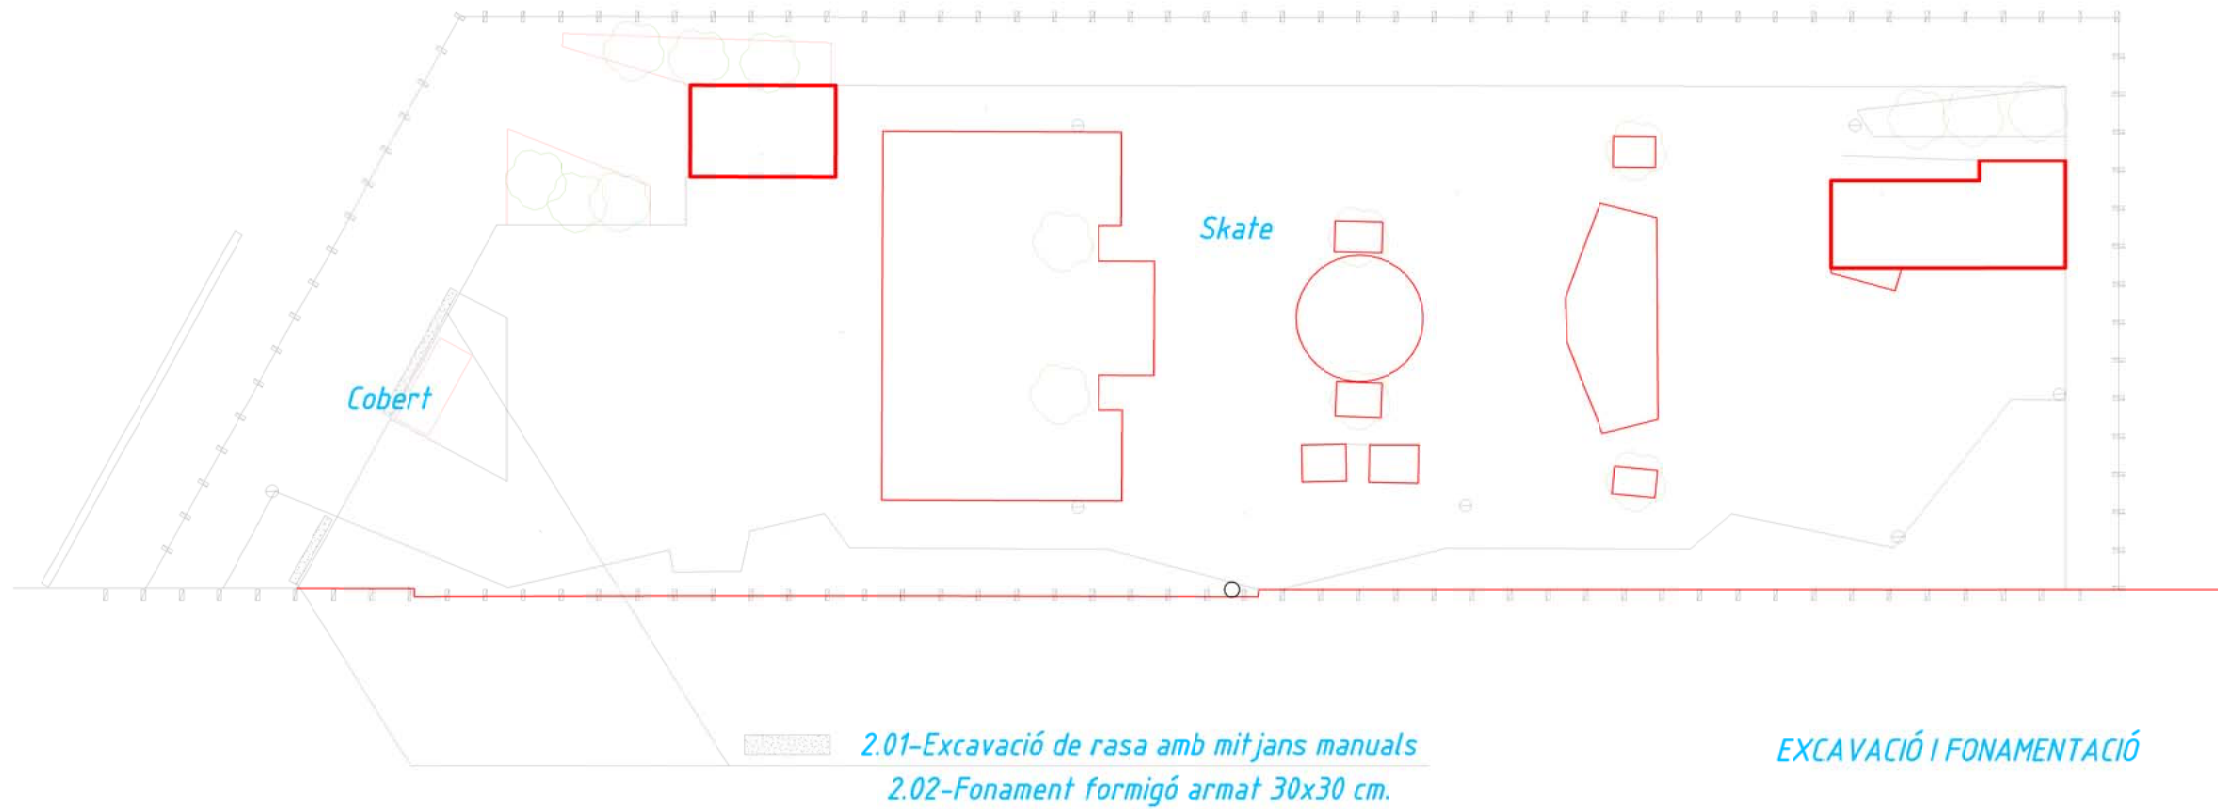 Skate
Cobert
2.01-Excavació de rasa amb mitjans manuals
2.02-Fonament formigó armat 30x30 cm.
EXCAVACIÓ I FONAMENTACIÓ